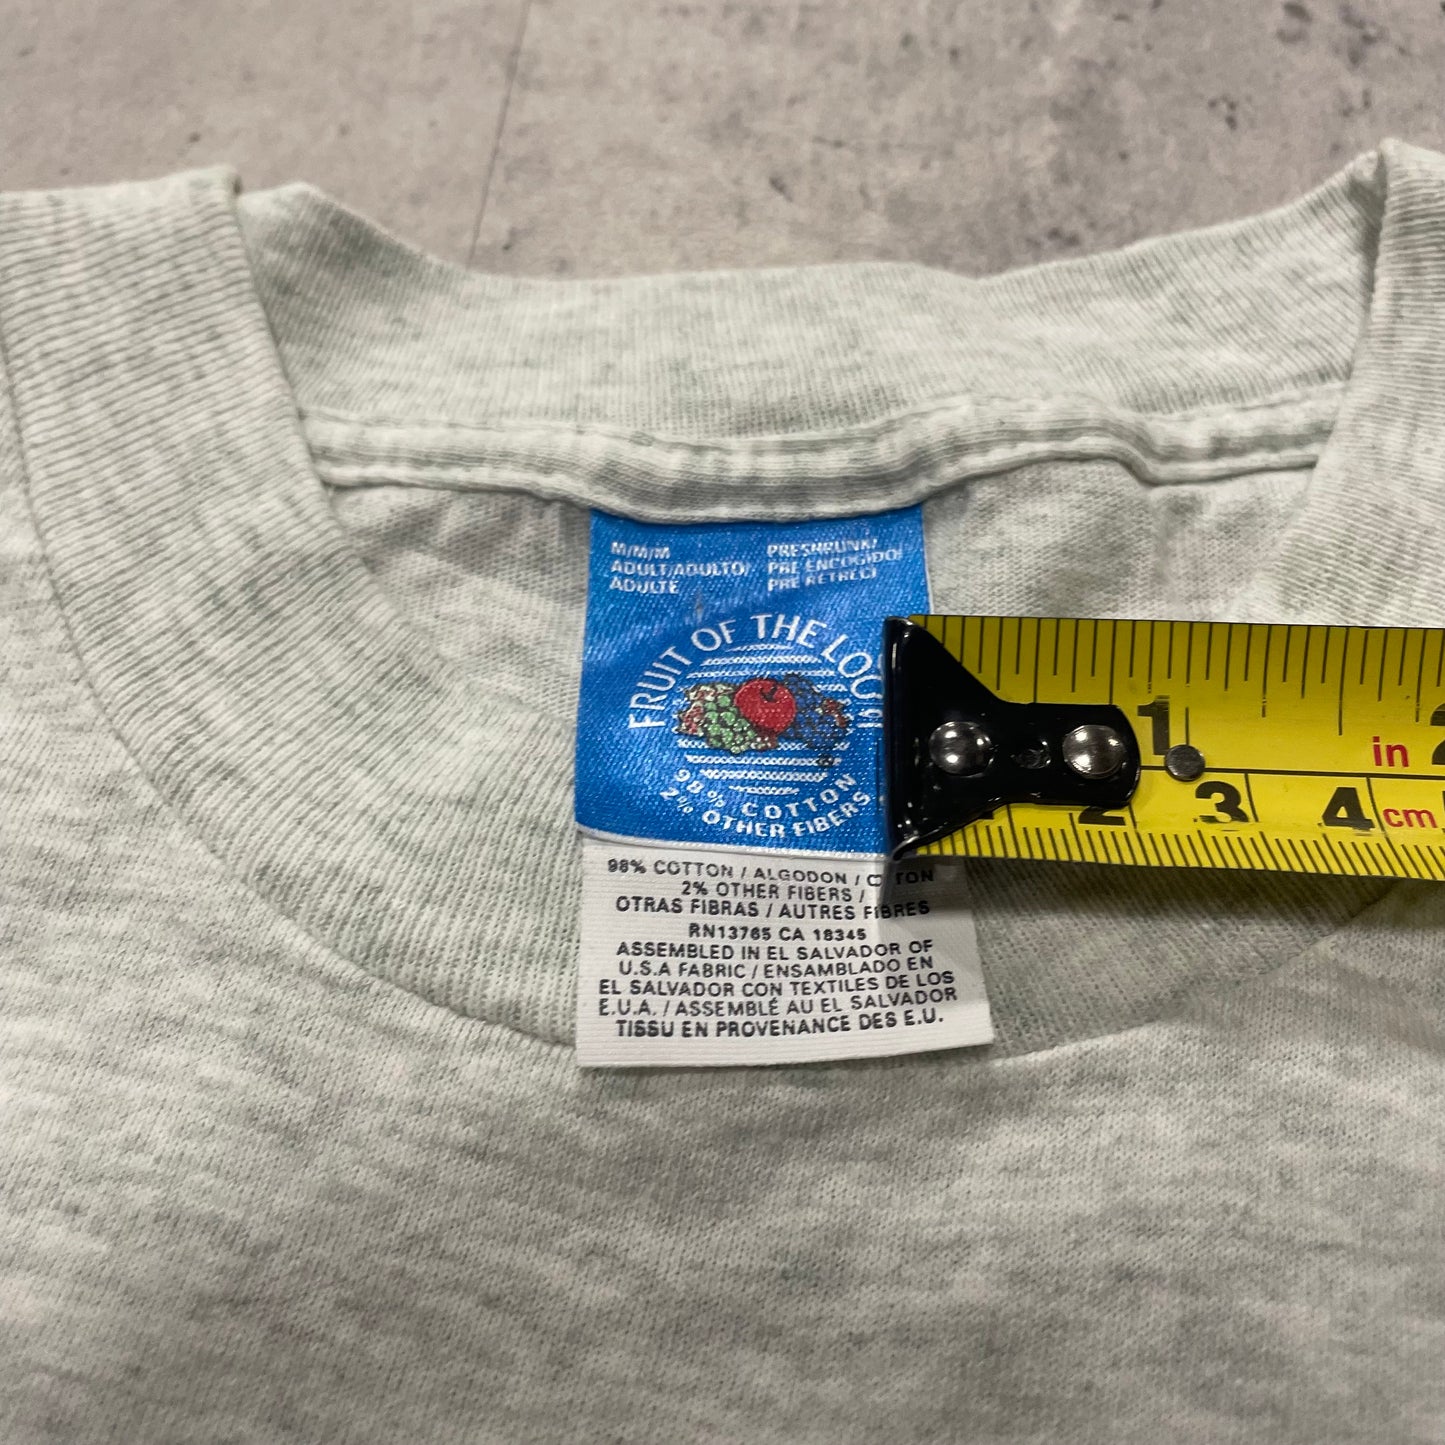 M/M/M
ADULT/ADULTO/
ADULTE
PRESHRUNK/
PRE ENCOGIDO/
PRE RETRECI
FRUIT OF THE
98% COTTON
2% OTHER FIBERS
98% COTTON / ALGODON / C TON
2% OTHER FIBERS /
OTRAS FIBRAS / AUTRES FIBRES
RN13765 CA 18345
ASSEMBLED IN EL SALVADOR OF
U.S.A FABRIC / ENSAMBLADO EN
EL SALVADOR CON TEXTILES DE LOS
E.U.A. / ASSEMBLÉ AU EL SALVADOR
TISSU EN PROVENANCE DES E.U.
1 in 2
2 3 4 cm